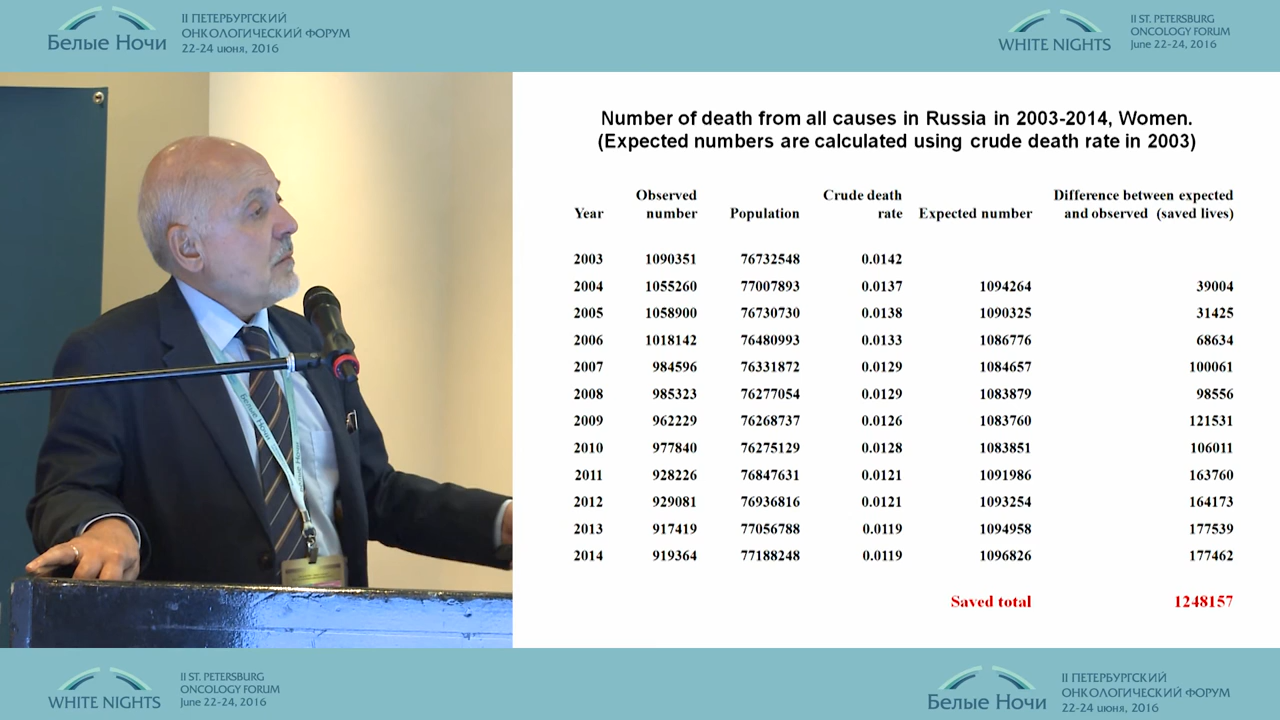 Белые Ночи
II ПЕТЕРБУРГСКИЙ
ОНКОЛОГИЧЕСКИЙ ФОРУМ
22-24 июня, 2016
WHITE NIGHTS
II ST. PETERSBURG
ONCOLOGY FORUM
June 22-24, 2016
Number of death from all causes in Russia in 2003-2014, Women.
(Expected numbers are calculated using crude death rate in 2003)
Year Observed number Population Crude death rate Expected number Difference between expected and observed (saved lives)
2003 1090351 76732548 0.0142
2004 1055260 77007893 0.0137 1094264 39004
2005 1058900 76730730 0.0138 1090325 31425
2006 1018142 76480993 0.0133 1086776 68634
2007 984596 76331872 0.0129 1084657 100061
2008 985323 76277054 0.0129 1083879 98556
2009 962229 76268737 0.0126 1083760 121531
2010 977840 76275129 0.0128 1083851 106011
2011 928226 76847631 0.0121 1091986 163760
2012 929081 76936816 0.0121 1093254 164173
2013 917419 77056788 0.0119 1094958 177539
2014 919364 77188248 0.0119 1096826 177462
Saved total 1248157
Белые Ночи
WHITE NIGHTS
II ST. PETERSBURG
ONCOLOGY FORUM
June 22-24, 2016
Белые Ночи
II ПЕТЕРБУРГСКИЙ
ОНКОЛОГИЧЕСКИЙ ФОРУМ
22-24 июня, 2016